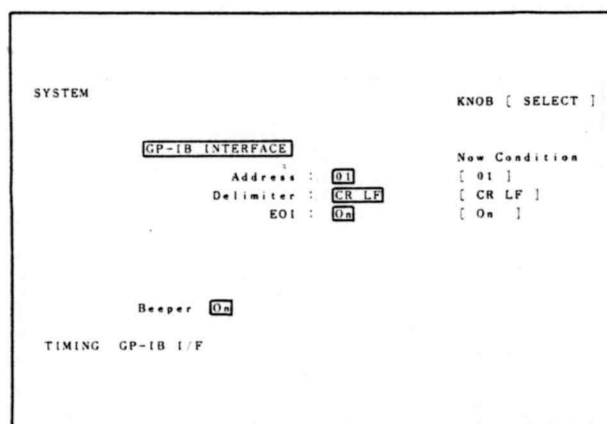 SYSTEM
KNOB [ SELECT ]
GP-IB INTERFACE
Now Condition
Address : 01 [ 01 ]
Delimiter : CR LF [ CR LF ]
EOI : On [ On ]
Beeper On
TIMING GP-IB I/F